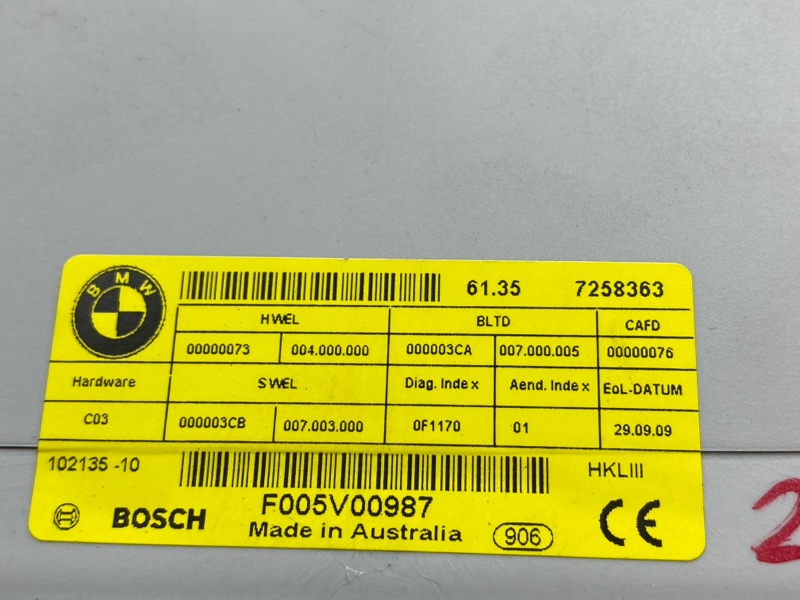 BMW
61.35 7258363
HWEL BLTD CAFD
00000073 004.000.000 000003CA 007.000.005 00000076
Hardware SWEL Diag. Index Aend. Index EoL-DATUM
C03 000003CB 007.003.000 0F1170 01 29.09.09
102135 -10 HKLIII
F005V00987
BOSCH Made in Australia 906 CE
2